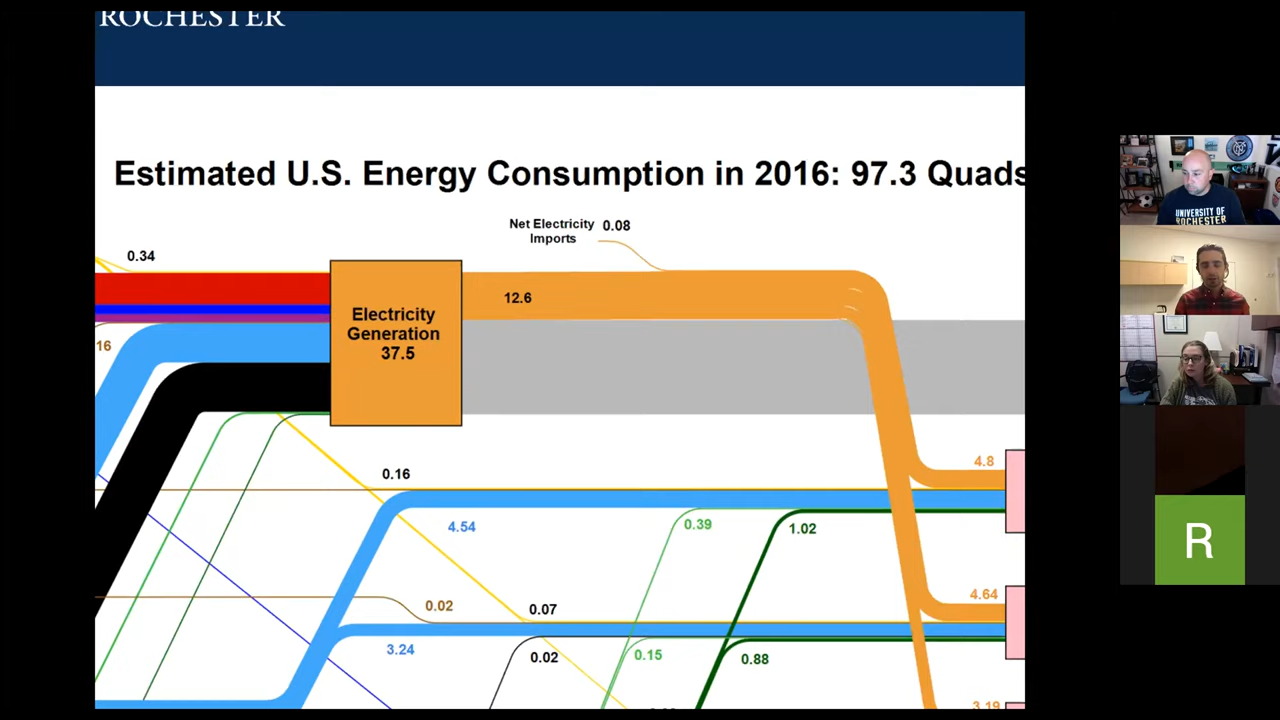 ROCHESTER
Estimated U.S. Energy Consumption in 2016: 97.3 Quads
Net Electricity 0.08
Imports
0.34
12.6
Electricity
Generation
37.5
16
4.8
0.16
4.54
0.39
1.02
4.64
0.02
0.07
3.24
0.02
0.15
0.88
3.19
UNIVERSITY OF
ROCHESTER
R